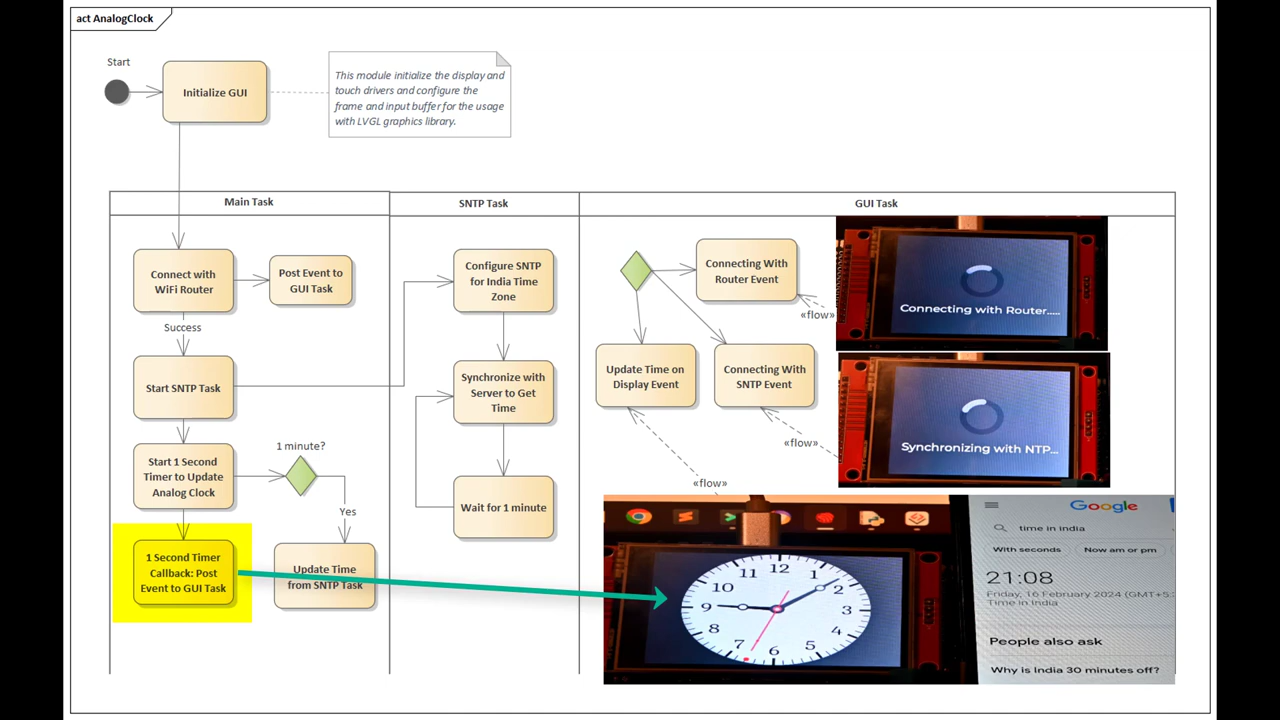 act AnalogClock
Start
Initialize GUI
This module initialize the display and
touch drivers and configure the
frame and input buffer for the usage
with LVGL graphics library.
Main Task
SNTP Task
GUI Task
Connect with
WiFi Router
Post Event to
GUI Task
Success
Start SNTP Task
Start 1 Second
Timer to Update
Analog Clock
1 minute?
Yes
1 Second Timer
Callback: Post
Event to GUI Task
Update Time
from SNTP Task
Configure SNTP
for India Time
Zone
Synchronize with
Server to Get
Time
Wait for 1 minute
Connecting With
Router Event
«flow»
Update Time on
Display Event
Connecting With
SNTP Event
«flow»
«flow»
Connecting with Router.....
Synchronizing with NTP...
12
1
2
3
6
7
8
9
10
11
Google
time in india
With seconds
Now am or pm
21:08
Friday, 16 February 2024 (GMT+5:
Time in India
People also ask
Why is india 30 minutes off?